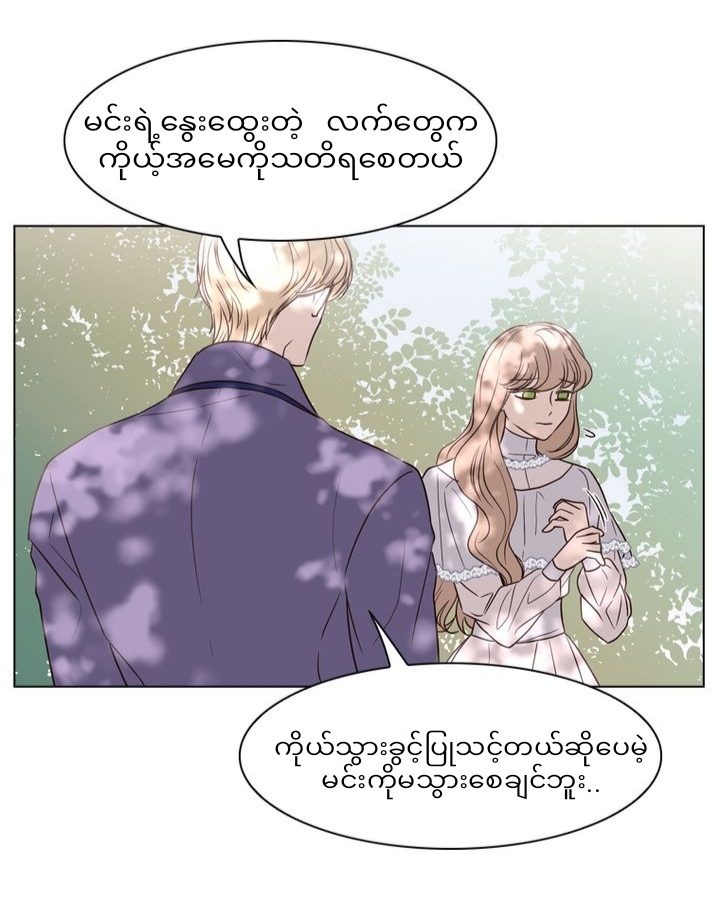 မင်းရဲ့နွေးထွေးတဲ့ လက်တွေက
ကိုယ့်အမေကိုသတိရစေတယ်
ကိုယ်သွားခွင့်ပြုသင့်တယ်ဆိုပေမဲ့
မင်းကိုမသွားစေချင်ဘူး..